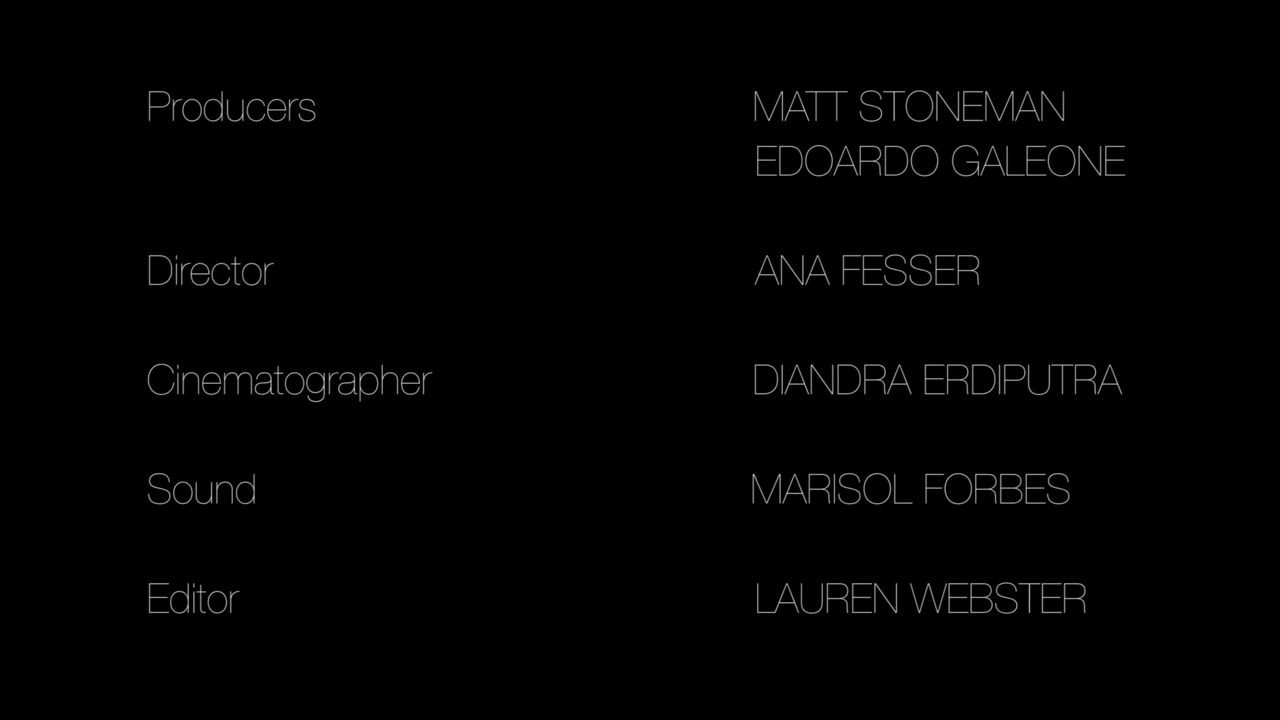 Producers MATT STONEMAN
EDOARDO GALEONE
Director ANA FESSER
Cinematographer DIANDRA ERDIPUTRA
Sound MARISOL FORBES
Editor LAUREN WEBSTER